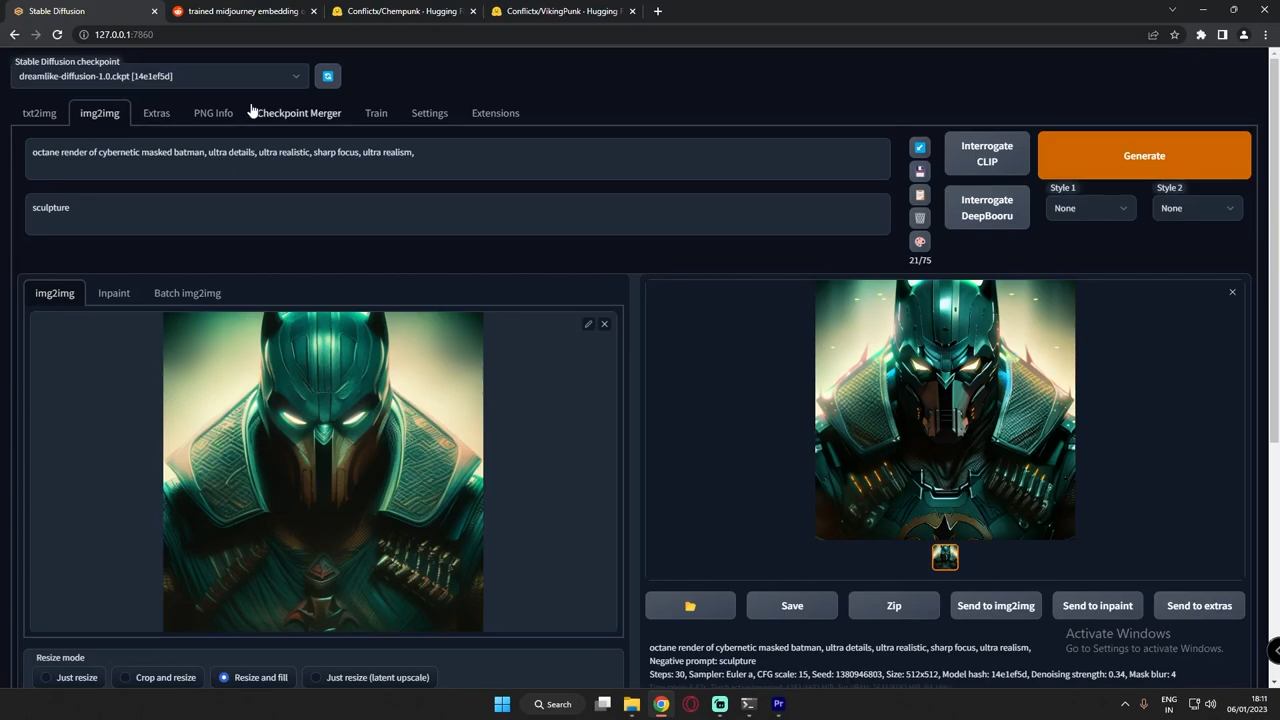 Stable Diffusion
trained midjourney embedding
Conflictx/Chempunk · Hugging F
Conflictx/VikingPunk · Hugging F
127.0.0.1:7860
Stable Diffusion checkpoint
dreamlike-diffusion-1.0.ckpt [14e1ef5d]
txt2img img2img Extras PNG Info Checkpoint Merger Train Settings Extensions
octane render of cybernetic masked batman, ultra details, ultra realistic, sharp focus, ultra realism,
Interrogate
CLIP
Generate
Style 1 Style 2
None None
sculpture
Interrogate
DeepBooru
21/75
img2img Inpaint Batch img2img
Save Zip Send to img2img Send to inpaint Send to extras
Activate Windows
Go to Settings to activate Windows.
octane render of cybernetic masked batman, ultra details, ultra realistic, sharp focus, ultra realism,
Negative prompt: sculpture
Steps: 30, Sampler: Euler a, CFG scale: 15, Seed: 1380946803, Size: 512x512, Model hash: 14e1ef5d, Denoising strength: 0.34, Mask blur: 4
Resize mode
Just resize Crop and resize Resize and fill Just resize (latent upscale)
Search
Pr
ENG
IN
18:11
06/01/2023